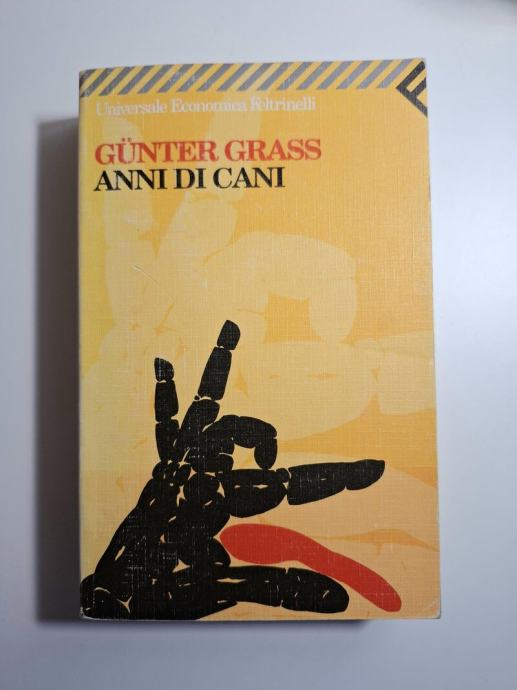 Universale Economica Feltrinelli
GÜNTER GRASS
ANNI DI CANI